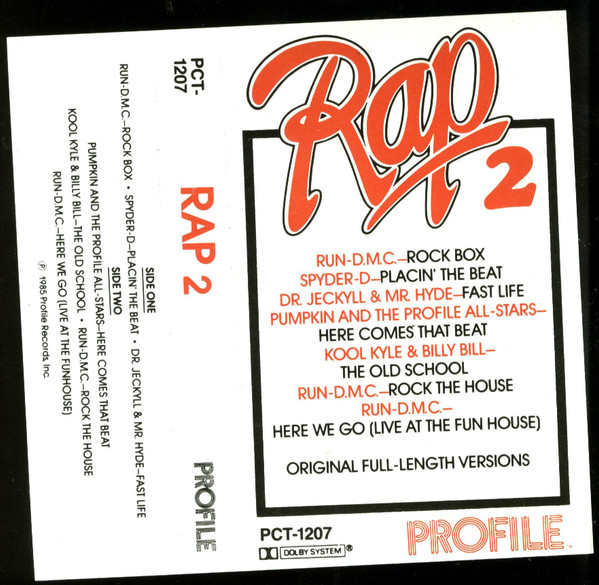 Rap 2
RUN-D.M.C.—ROCK BOX
SPYDER-D—PLACIN' THE BEAT
DR. JECKYLL & MR. HYDE—FAST LIFE
PUMPKIN AND THE PROFILE ALL-STARS—
HERE COMES THAT BEAT
KOOL KYLE & BILLY BILL—
THE OLD SCHOOL
RUN-D.M.C.—ROCK THE HOUSE
RUN-D.M.C.—
HERE WE GO (LIVE AT THE FUN HOUSE)
ORIGINAL FULL-LENGTH VERSIONS
PCT-1207
DOLBY SYSTEM ®
PROFILE
PCT-
1207
RAP 2
PROFILE
SIDE ONE
RUN-D.M.C.—ROCK BOX • SPYDER-D—PLACIN' THE BEAT • DR. JECKYLL & MR. HYDE—FAST LIFE
SIDE TWO
PUMPKIN AND THE PROFILE ALL-STARS—HERE COMES THAT BEAT
KOOL KYLE & BILLY BILL—THE OLD SCHOOL • RUN-D.M.C.—ROCK THE HOUSE
RUN-D.M.C.—HERE WE GO (LIVE AT THE FUNHOUSE)
℗ 1985 Profile Records, Inc.